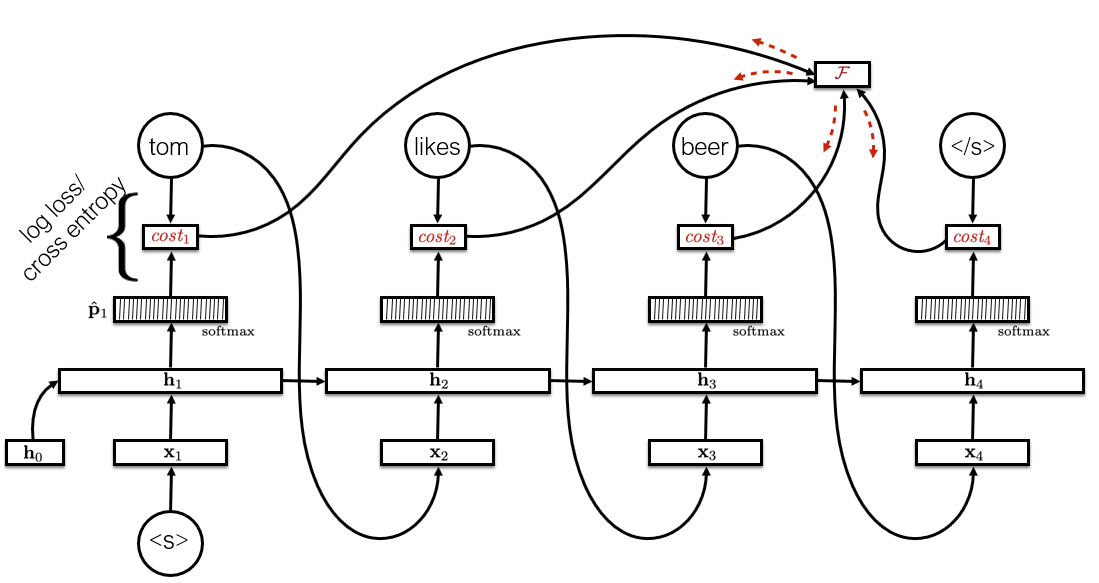 ℱ
tom
likes
beer
</s>
log loss/
cross entropy
cost₁
cost₂
cost₃
cost₄
p̂₁
softmax
softmax
softmax
softmax
h₁
h₂
h₃
h₄
h₀
x₁
x₂
x₃
x₄
<s>